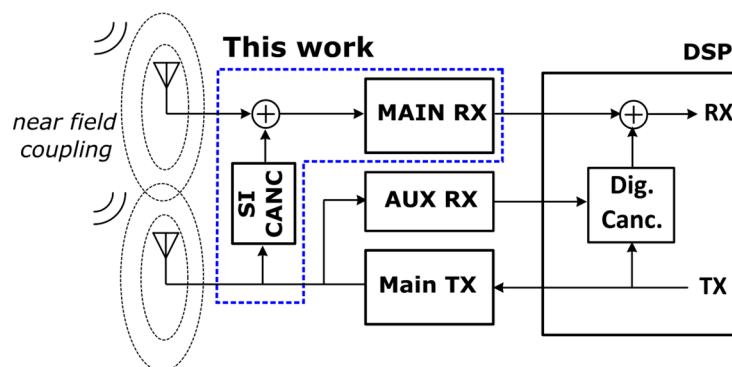 This work
DSP
near field
coupling
MAIN RX
RX
SI
CANC
AUX RX
Dig.
Canc.
Main TX
TX